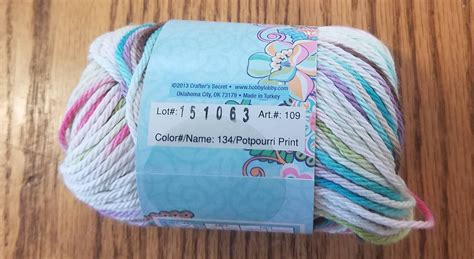 ©2013 Crafter's Secret • www.hobbylobby.com
Oklahoma City, OK 73179 • Made in Turkey
Lot#: 151063 Art.#: 109
Color#/Name: 134/Potpourri Print